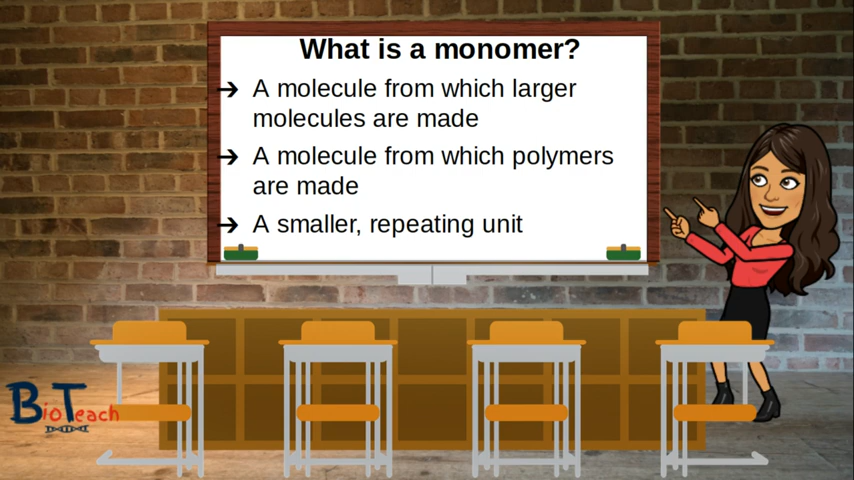 What is a monomer?
➔ A molecule from which larger
molecules are made
➔ A molecule from which polymers
are made
➔ A smaller, repeating unit
BioTeach